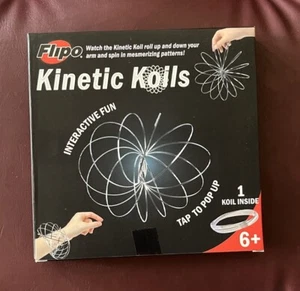 Flipo.
Watch the Kinetic Koil roll up and down your
arm and spin in mesmerizing patterns!
Kinetic Koils
INTERACTIVE FUN
TAP TO POP UP
1
KOIL INSIDE
6+